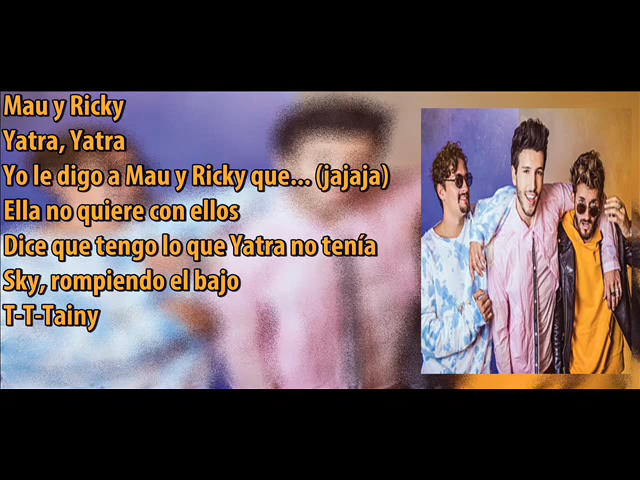 Mau y Ricky
Yatra, Yatra
Yo le digo a Mau y Ricky que... (jajaja)
Ella no quiere con ellos
Dice que tengo lo que Yatra no tenía
Sky, rompiendo el bajo
T-T-Tainy